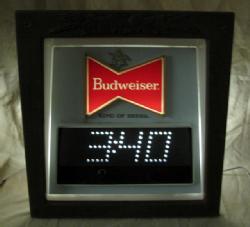 Budweiser.
KING OF BEERS.
3:40